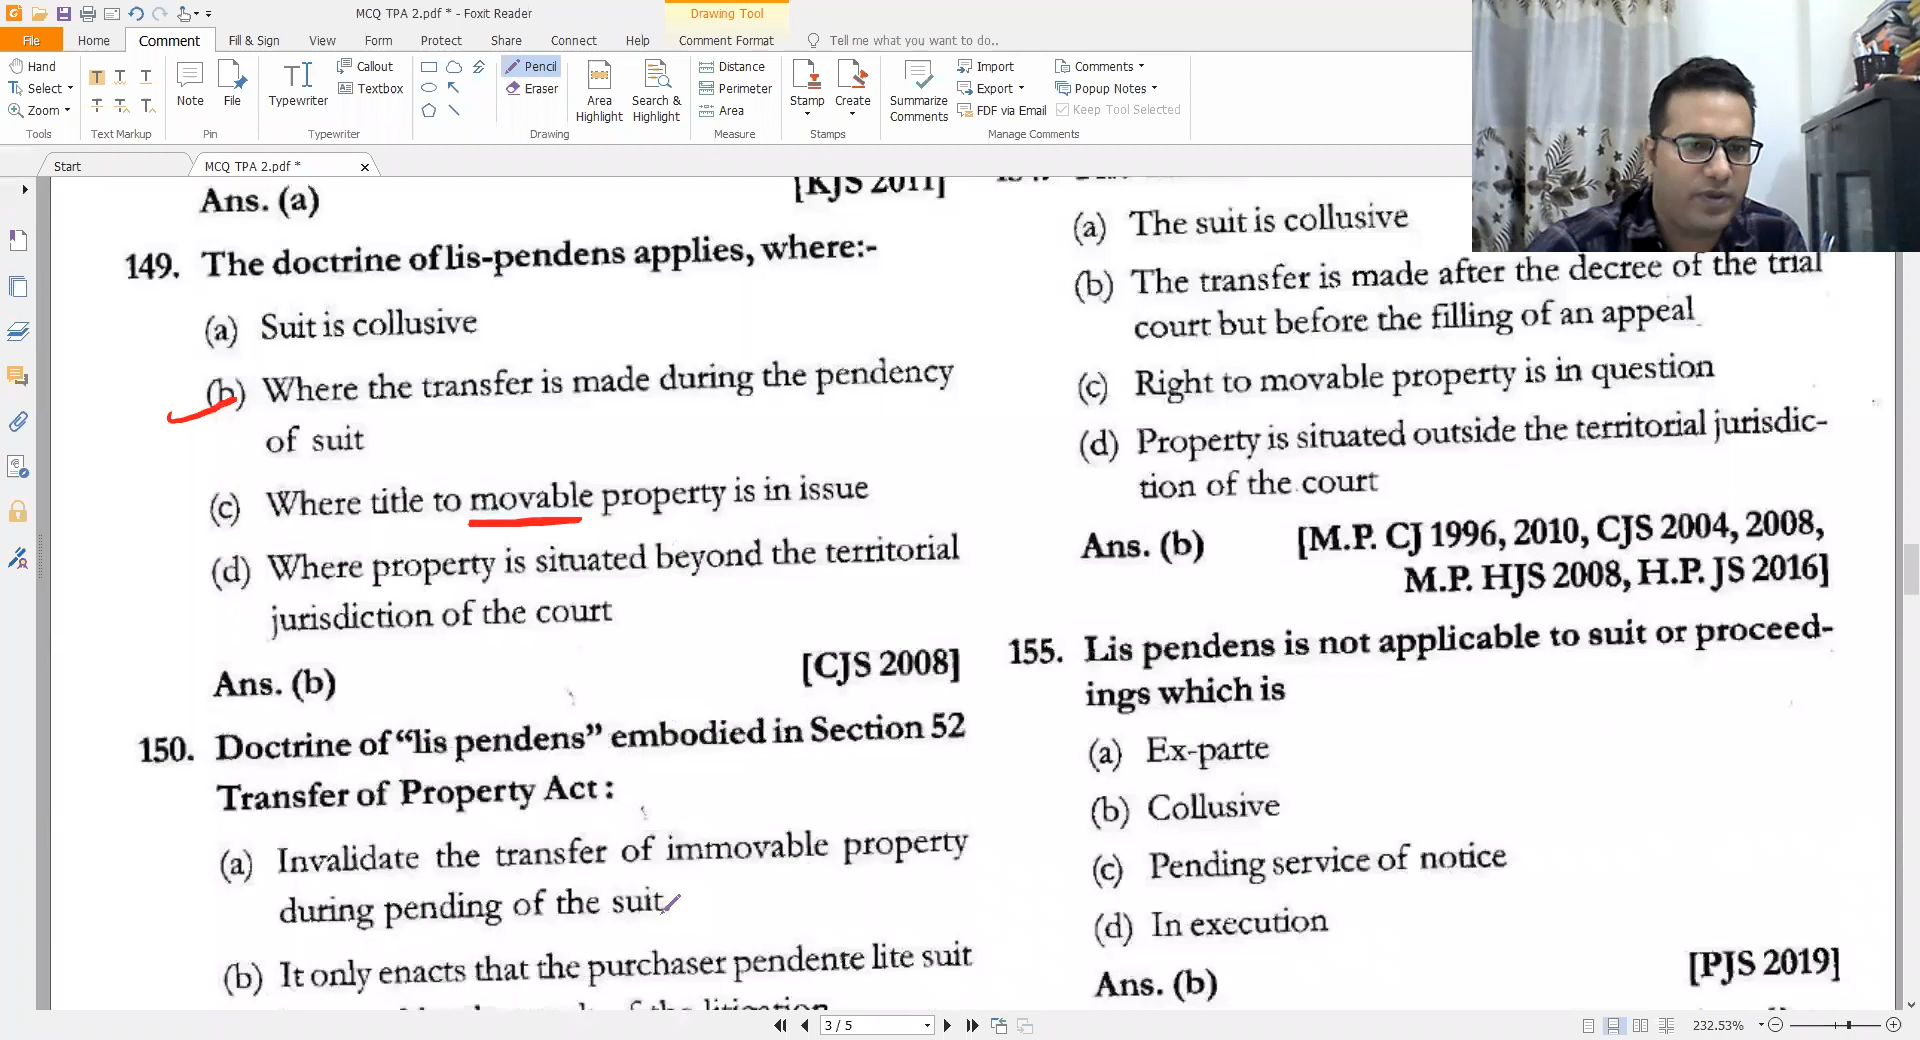 MCQ TPA 2.pdf * - Foxit Reader
Drawing Tool
File
Home
Comment
Fill & Sign
View
Form
Protect
Share
Connect
Help
Comment Format
Tell me what you want to do..
Hand
Select
Zoom
Tools
Text Markup
Note
File
Pin
Typewriter
Callout
Textbox
Typewriter
Pencil
Eraser
Area
Highlight
Search &
Highlight
Drawing
Distance
Perimeter
Area
Measure
Stamp
Create
Stamps
Summarize
Comments
Import
Export
FDF via Email
Comments
Popup Notes
Keep Tool Selected
Manage Comments
Start
MCQ TPA 2.pdf *
[KJS 2011]
Ans. (a)
149. The doctrine of lis-pendens applies, where:-
(a) Suit is collusive
(b) Where the transfer is made during the pendency
of suit
(c) Where title to movable property is in issue
(d) Where property is situated beyond the territorial
jurisdiction of the court
[CJS 2008]
Ans. (b)
150. Doctrine of “lis pendens” embodied in Section 52
Transfer of Property Act :
(a) Invalidate the transfer of immovable property
during pending of the suit
(b) It only enacts that the purchaser pendente lite suit
of the litigation
(a) The suit is collusive
(b) The transfer is made after the decree of the trial
court but before the filling of an appeal
(c) Right to movable property is in question
(d) Property is situated outside the territorial jurisdic-
tion of the court
Ans. (b) [M.P. CJ 1996, 2010, CJS 2004, 2008,
M.P. HJS 2008, H.P. JS 2016]
155. Lis pendens is not applicable to suit or proceed-
ings which is
(a) Ex-parte
(b) Collusive
(c) Pending service of notice
(d) In execution
[PJS 2019]
Ans. (b)
3 / 5
232.53%